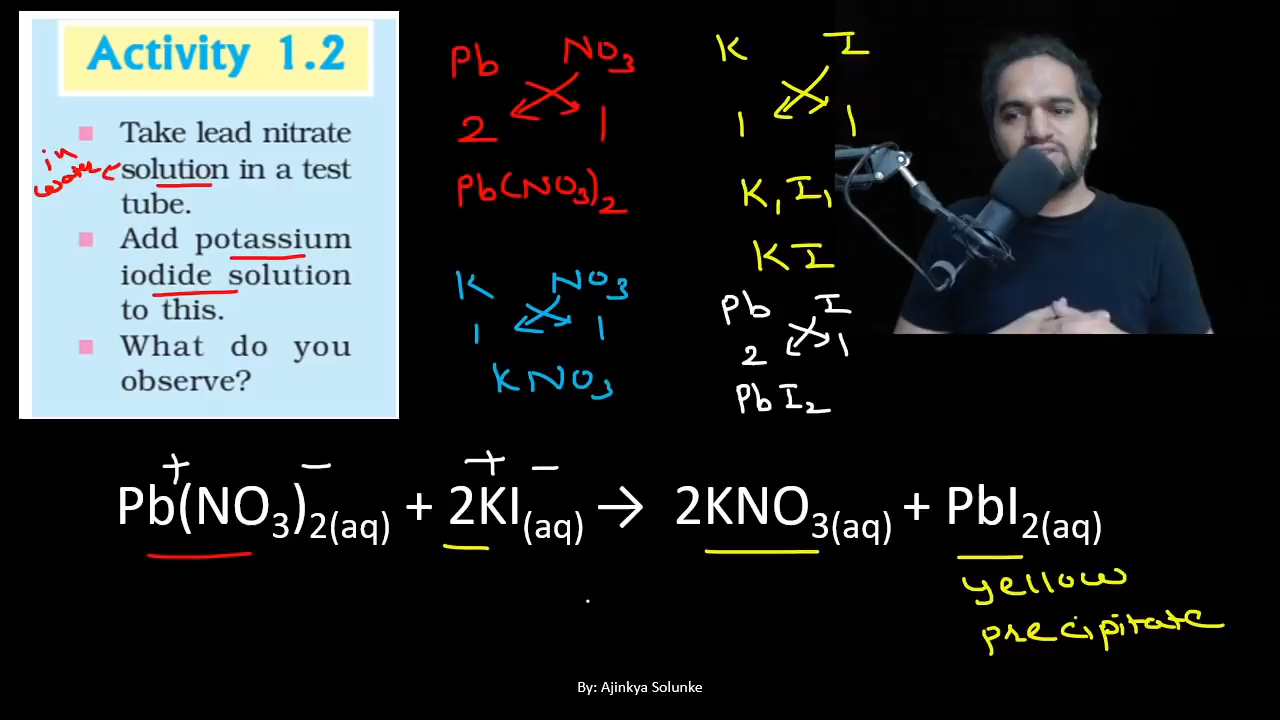 Activity 1.2
Take lead nitrate
solution in a test
tube.
Add potassium
iodide solution
to this.
What do you
observe?
in
water
Pb NO₃
2 1
Pb(NO₃)₂
K I
1 1
K₁I₁
KI
K NO₃
1 1
KNO₃
Pb I
2 1
PbI₂
+ − + −
Pb(NO₃)₂(aq) + 2KI(aq) → 2KNO₃(aq) + PbI₂(aq)
yellow
precipitate
By: Ajinkya Solunke